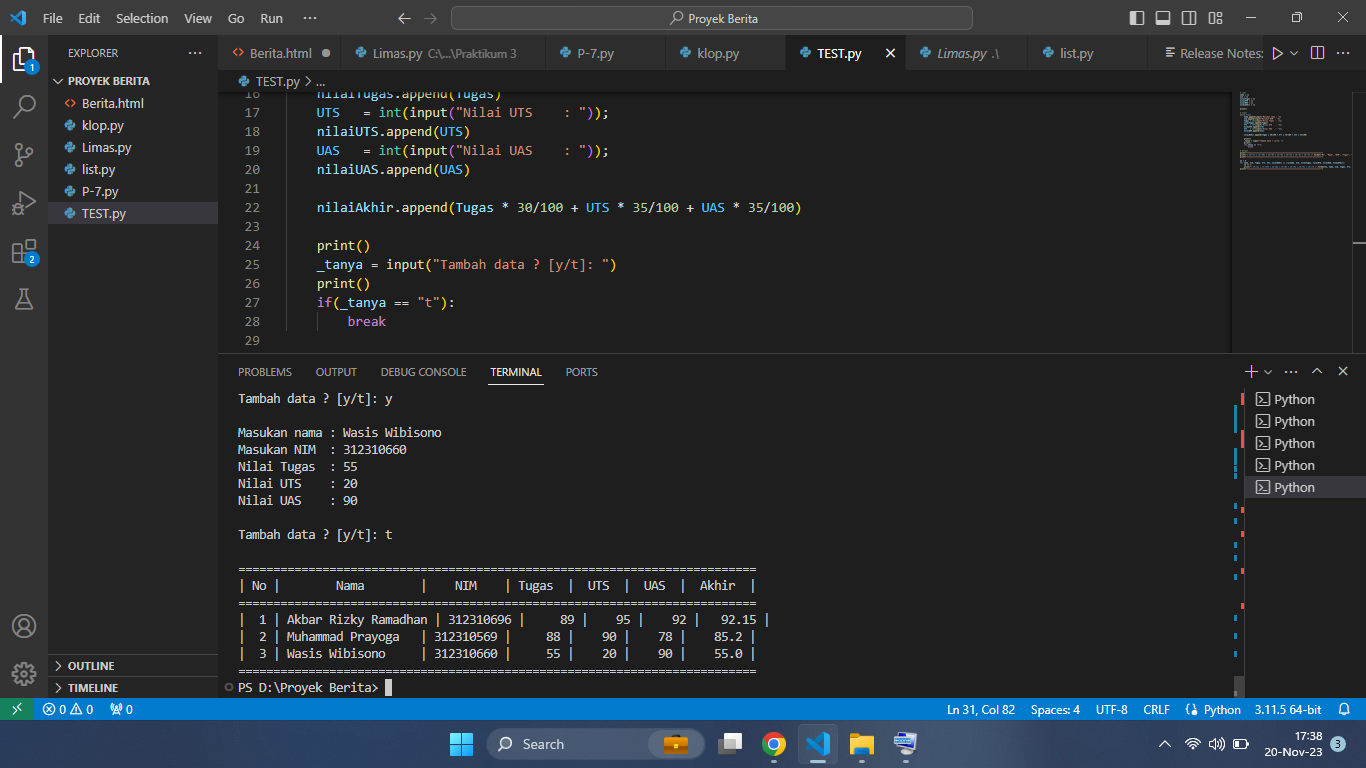 File Edit Selection View Go Run ···
Proyek Berita
EXPLORER ···
PROYEK BERITA
Berita.html
klop.py
Limas.py
list.py
P-7.py
TEST.py
OUTLINE
TIMELINE
1
2
Berita.html Limas.py C:\...\Praktikum 3 P-7.py klop.py TEST.py Limas.py .\ list.py Release Notes:
TEST.py > ...
16 nilaiTugas.append(Tugas)
17 UTS   = int(input("Nilai UTS    : "));
18 nilaiUTS.append(UTS)
19 UAS   = int(input("Nilai UAS    : "));
20 nilaiUAS.append(UAS)
21
22 nilaiAkhir.append(Tugas * 30/100 + UTS * 35/100 + UAS * 35/100)
23
24 print()
25 _tanya = input("Tambah data ? [y/t]: ")
26 print()
27 if(_tanya == "t"):
28     break
29
PROBLEMS OUTPUT DEBUG CONSOLE TERMINAL PORTS
Tambah data ? [y/t]: y
Masukan nama : Wasis Wibisono
Masukan NIM  : 312310660
Nilai Tugas  : 55
Nilai UTS    : 20
Nilai UAS    : 90
Tambah data ? [y/t]: t
==========================================================================
| No |        Nama        |    NIM    | Tugas  |  UTS  |  UAS  |  Akhir  |
==========================================================================
|  1 | Akbar Rizky Ramadhan | 312310696 |     89 |    95 |    92 |   92.15 |
|  2 | Muhammad Prayoga   | 312310569 |     88 |    90 |    78 |    85.2 |
|  3 | Wasis Wibisono     | 312310660 |     55 |    20 |    90 |    55.0 |
==========================================================================
PS D:\Proyek Berita>
Python
Python
Python
Python
Python
0 0 0 Ln 31, Col 82 Spaces: 4 UTF-8 CRLF Python 3.11.5 64-bit
Search
17:38
20-Nov-23
3